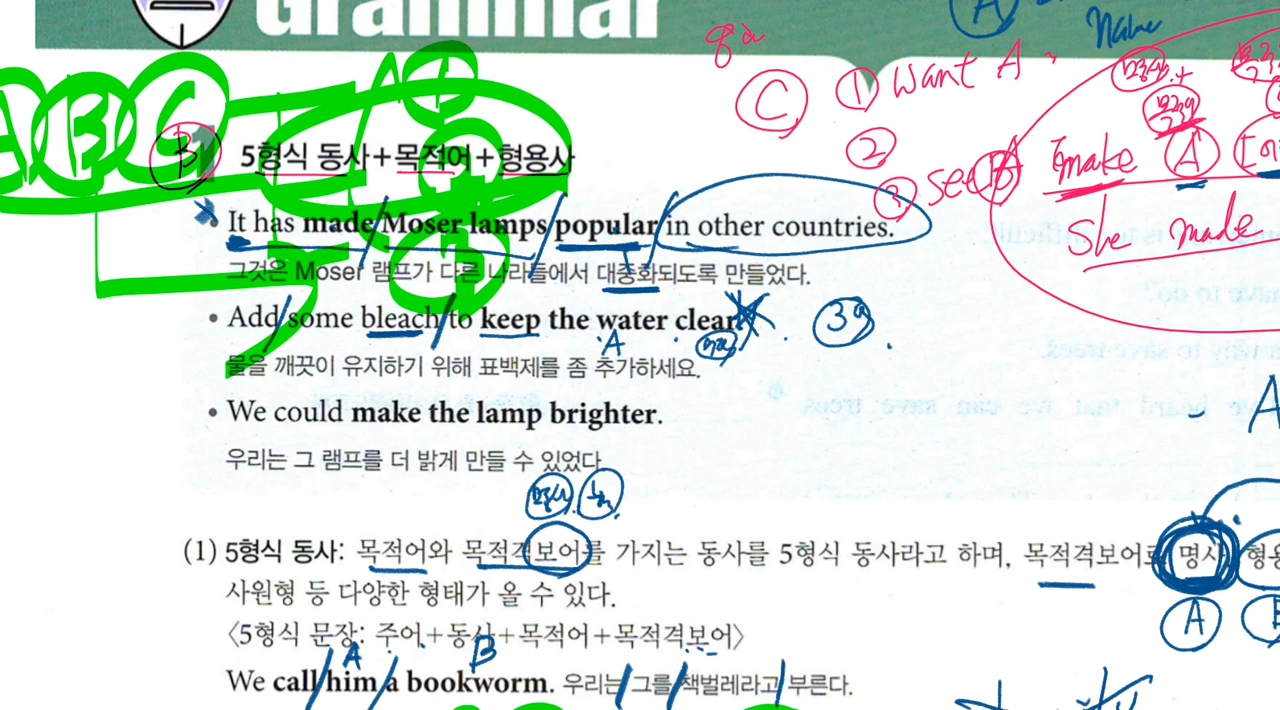 Grammar
Make
C ① want A
②
③ see
make A
She made
B
5형식 동사+목적어+형용사
It has made Moser lamps popular in other countries.
그것은 Moser 램프가 다른 나라들에서 대중화되도록 만들었다.
Add some bleach to keep the water clear.
A
물을 깨끗이 유지하기 위해 표백제를 좀 추가하세요.
We could make the lamp brighter.
우리는 그 램프를 더 밝게 만들 수 있었다.
(1) 5형식 동사: 목적어와 목적격보어를 가지는 동사를 5형식 동사라고 하며, 목적격보어로 명사
A
사원형 등 다양한 형태가 올 수 있다.
〈5형식 문장: 주어+동사+목적어+목적격보어〉
A B
We call him a bookworm. 우리는 그를 책벌레라고 부른다.